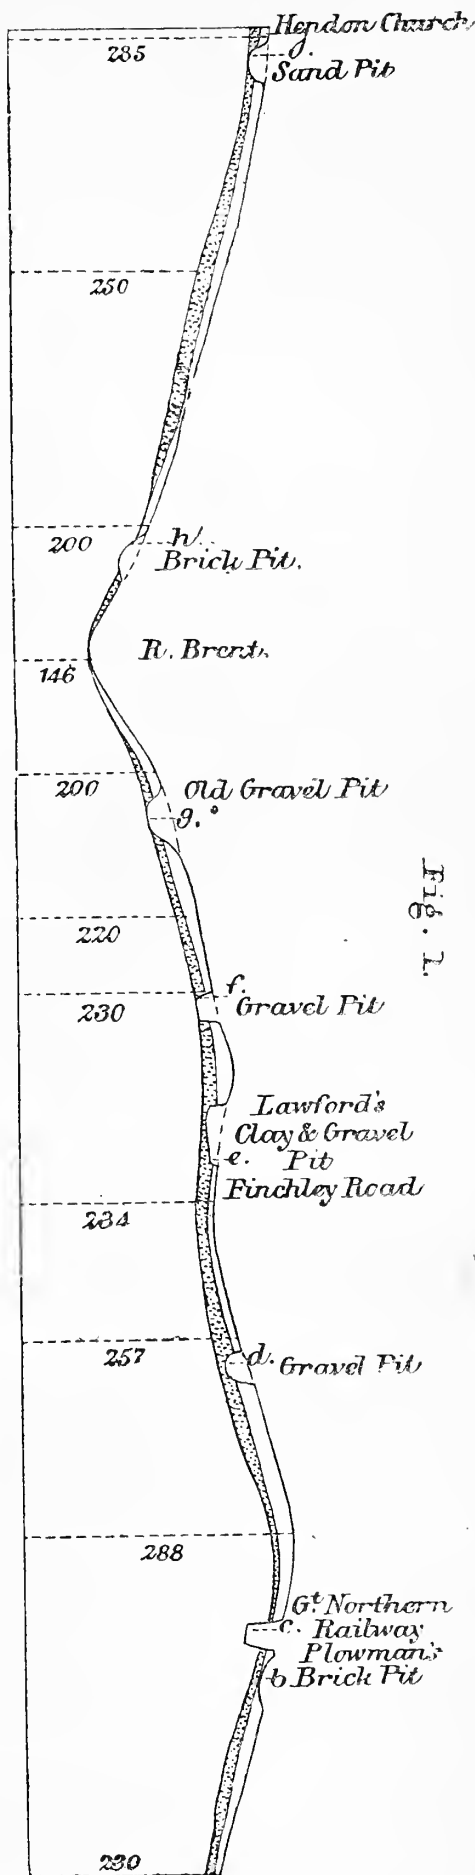 Hendon Church
285
j.
Sand Pit
250
200
h.
Brick Pit.
R. Brent.
146
200
Old Gravel Pit
g.
220
f.
230
Gravel Pit
Fig. 1.
Lawford's
Clay & Gravel
e. Pit
Finchley Road
234
257
d. Gravel Pit
288
Gt. Northern
c. Railway
Plowman's
b Brick Pit
230